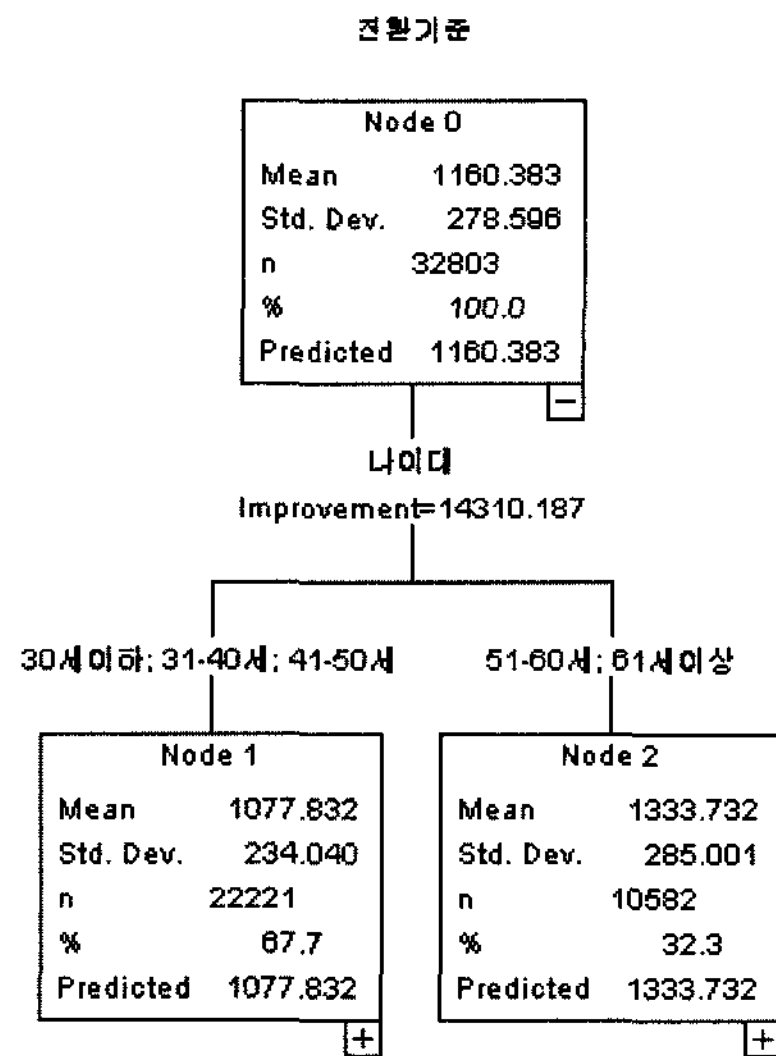 전환기준
Node 0
Mean 1160.383
Std. Dev. 278.596
n 32803
% 100.0
Predicted 1160.383
나이대
Improvement=14310.187
30세이하; 31-40세; 41-50세
51-60세; 61세이상
Node 1
Mean 1077.832
Std. Dev. 234.040
n 22221
% 67.7
Predicted 1077.832
Node 2
Mean 1333.732
Std. Dev. 285.001
n 10582
% 32.3
Predicted 1333.732